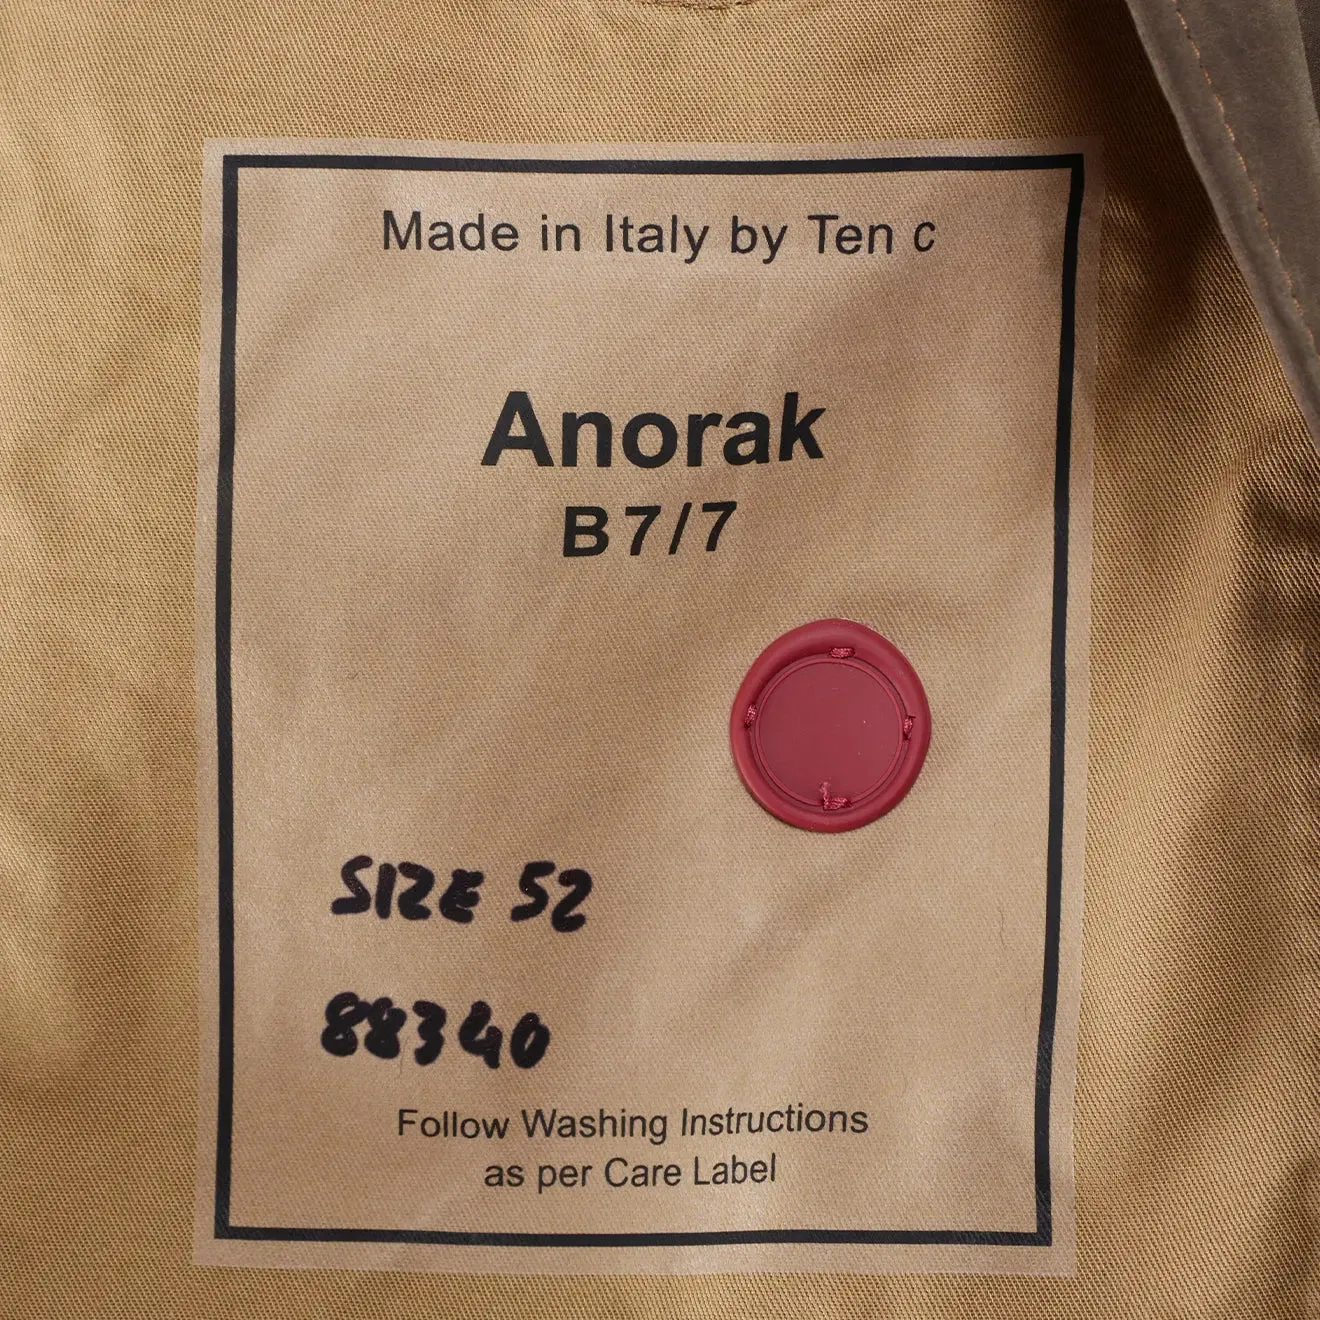 Made in Italy by Ten c
Anorak
B7/7
SIZE 52
88340
Follow Washing Instructions
as per Care Label